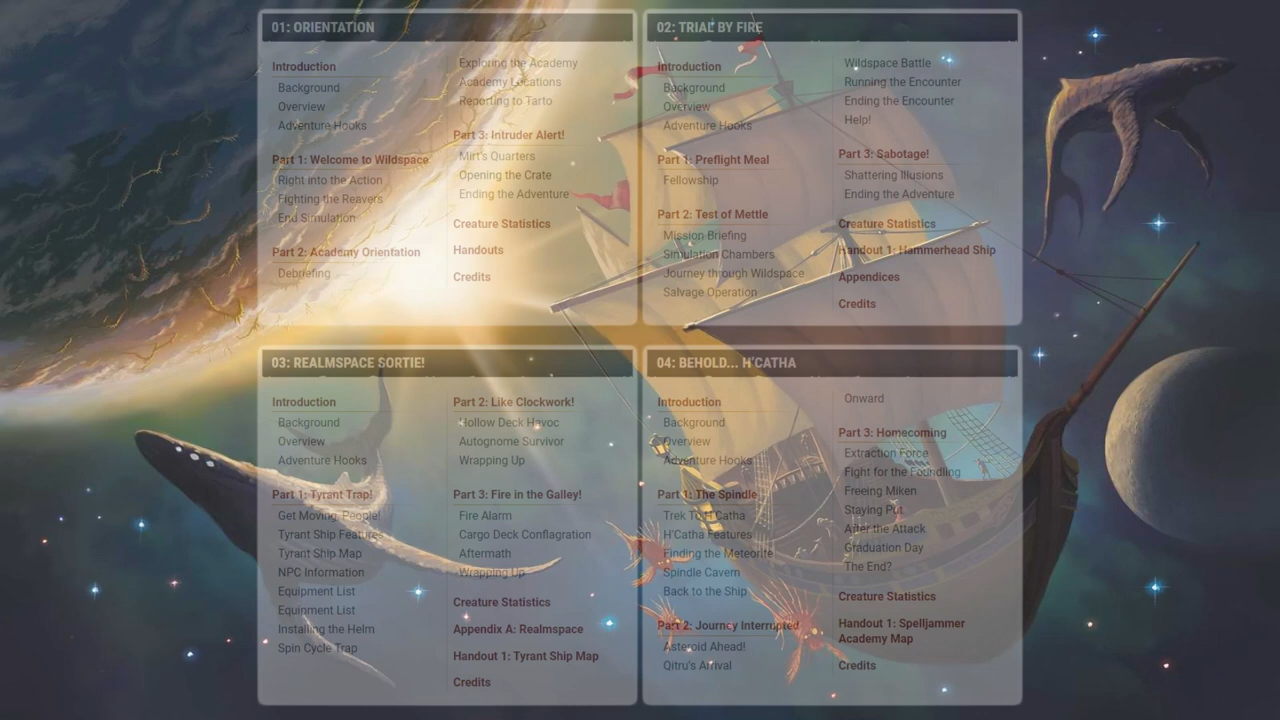 01: ORIENTATION
Introduction
Background
Overview
Adventure Hooks
Part 1: Welcome to Wildspace
Right into the Action
Fighting the Reavers
End Simulation
Part 2: Academy Orientation
Debriefing
Exploring the Academy
Academy Locations
Reporting to Tarto
Part 3: Intruder Alert!
Mirt's Quarters
Opening the Crate
Ending the Adventure
Creature Statistics
Handouts
Credits
02: TRIAL BY FIRE
Introduction
Background
Overview
Adventure Hooks
Part 1: Preflight Meal
Fellowship
Part 2: Test of Mettle
Mission Briefing
Simulation Chambers
Journey through Wildspace
Salvage Operation
Wildspace Battle
Running the Encounter
Ending the Encounter
Help!
Part 3: Sabotage!
Shattering Illusions
Ending the Adventure
Creature Statistics
Handout 1: Hammerhead Ship
Appendices
Credits
03: REALMSPACE SORTIE!
Introduction
Background
Overview
Adventure Hooks
Part 1: Tyrant Trap!
Get Moving, People!
Tyrant Ship Features
Tyrant Ship Map
NPC Information
Equipment List
Equipment List
Installing the Helm
Spin Cycle Trap
Part 2: Like Clockwork!
Hollow Deck Havoc
Autognome Survivor
Wrapping Up
Part 3: Fire in the Galley!
Fire Alarm
Cargo Deck Conflagration
Aftermath
Wrapping Up
Creature Statistics
Appendix A: Realmspace
Handout 1: Tyrant Ship Map
Credits
04: BEHOLD... H'CATHA
Introduction
Background
Overview
Adventure Hooks
Part 1: The Spindle
Trek To H'Catha
H'Catha Features
Finding the Meteorite
Spindle Cavern
Back to the Ship
Part 2: Journey Interrupted
Asteroid Ahead!
Qitru's Arrival
Onward
Part 3: Homecoming
Extraction Force
Fight for the Foundling
Freeing Miken
Staying Put
After the Attack
Graduation Day
The End?
Creature Statistics
Handout 1: Spelljammer
Academy Map
Credits